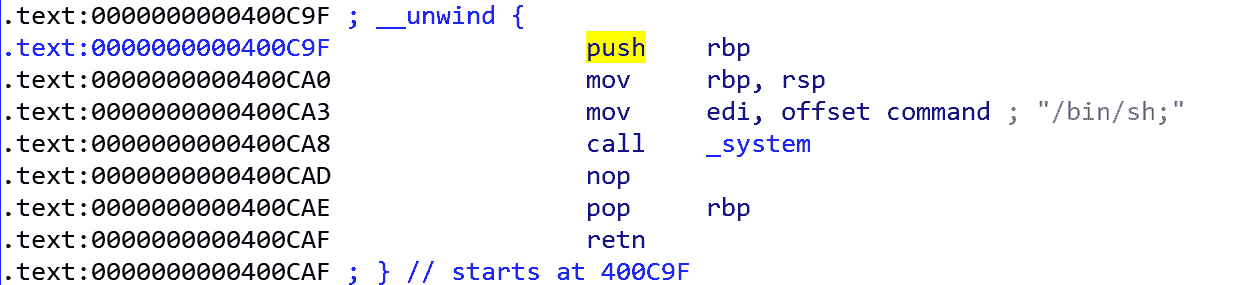 .text:0000000000400C9F ; __unwind {
.text:0000000000400C9F push rbp
.text:0000000000400CA0 mov rbp, rsp
.text:0000000000400CA3 mov edi, offset command ; "/bin/sh;"
.text:0000000000400CA8 call _system
.text:0000000000400CAD nop
.text:0000000000400CAE pop rbp
.text:0000000000400CAF retn
.text:0000000000400CAF ; } // starts at 400C9F